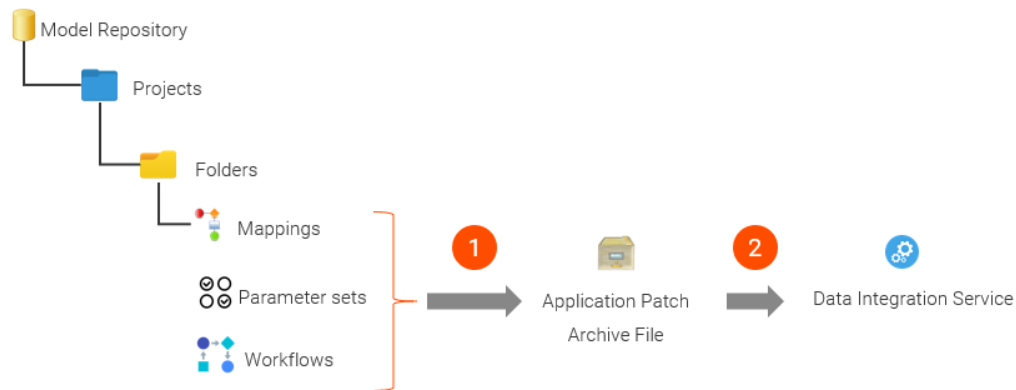 Model Repository
Projects
Folders
Mappings
Parameter sets
Workflows
1
Application Patch
Archive File
2
Data Integration Service